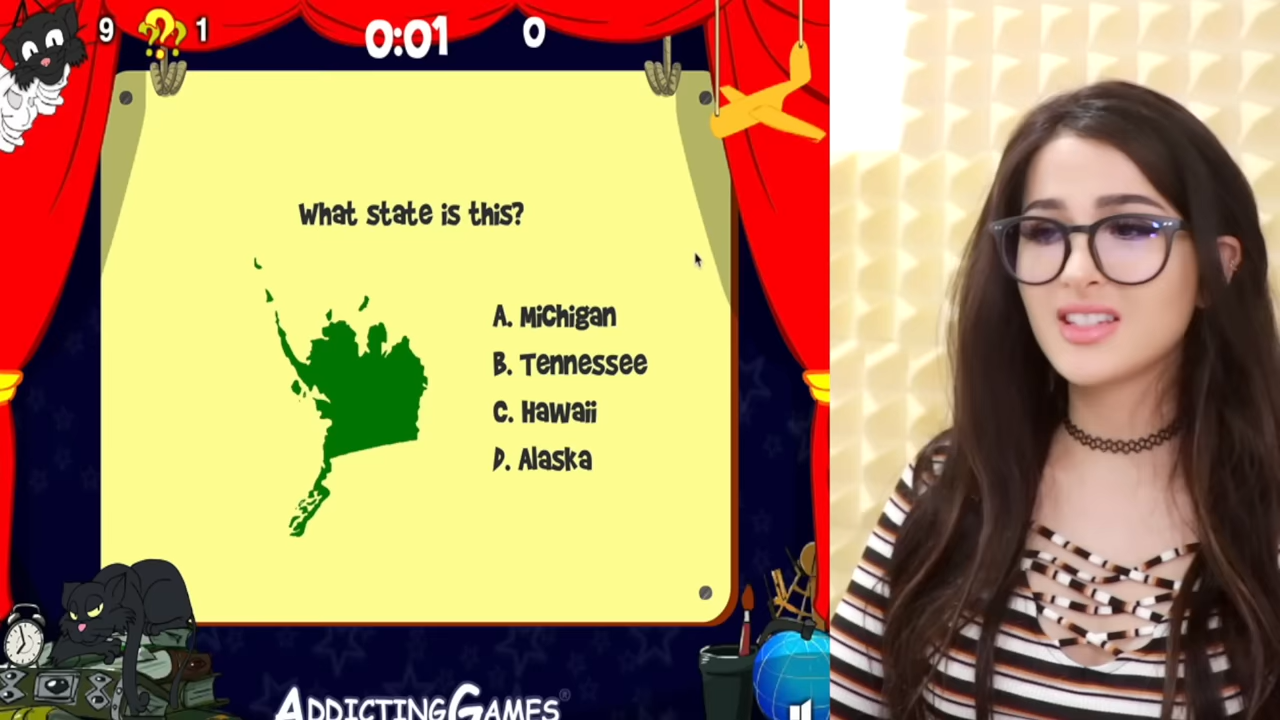 9
1
0:01
0
What state is this?
A. Michigan
B. Tennessee
C. Hawaii
D. Alaska
ADDICTINGGAMES®